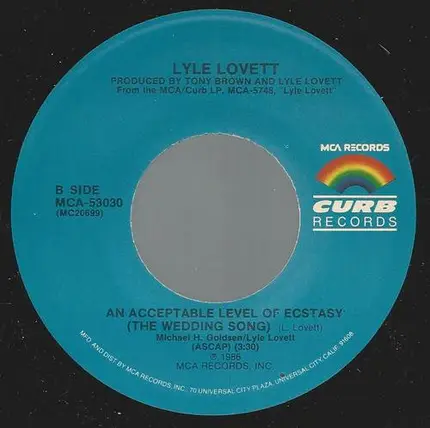 LYLE LOVETT
PRODUCED BY TONY BROWN AND LYLE LOVETT
From the MCA/Curb LP, MCA-5748, "Lyle Lovett"
MCA RECORDS
CURB
RECORDS
B SIDE
MCA-53030
(MC20699)
AN ACCEPTABLE LEVEL OF ECSTASY
(THE WEDDING SONG) (L. Lovett)
Michael H. Goldsen/Lyle Lovett
(ASCAP) (3:30)
℗ 1986
MCA RECORDS, INC.
MFD. AND DIST. BY MCA RECORDS, INC., 70 UNIVERSAL CITY PLAZA, UNIVERSAL CITY, CALIF. 91608